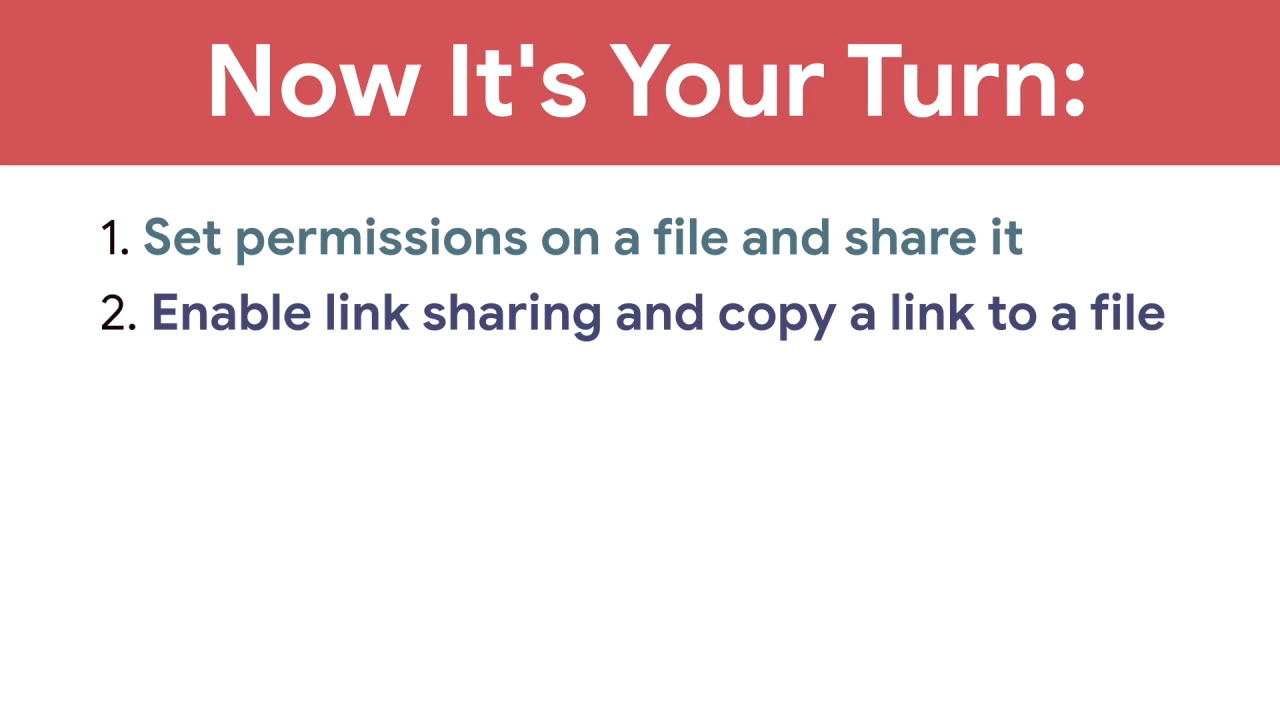 Now It's Your Turn:
1. Set permissions on a file and share it
2. Enable link sharing and copy a link to a file